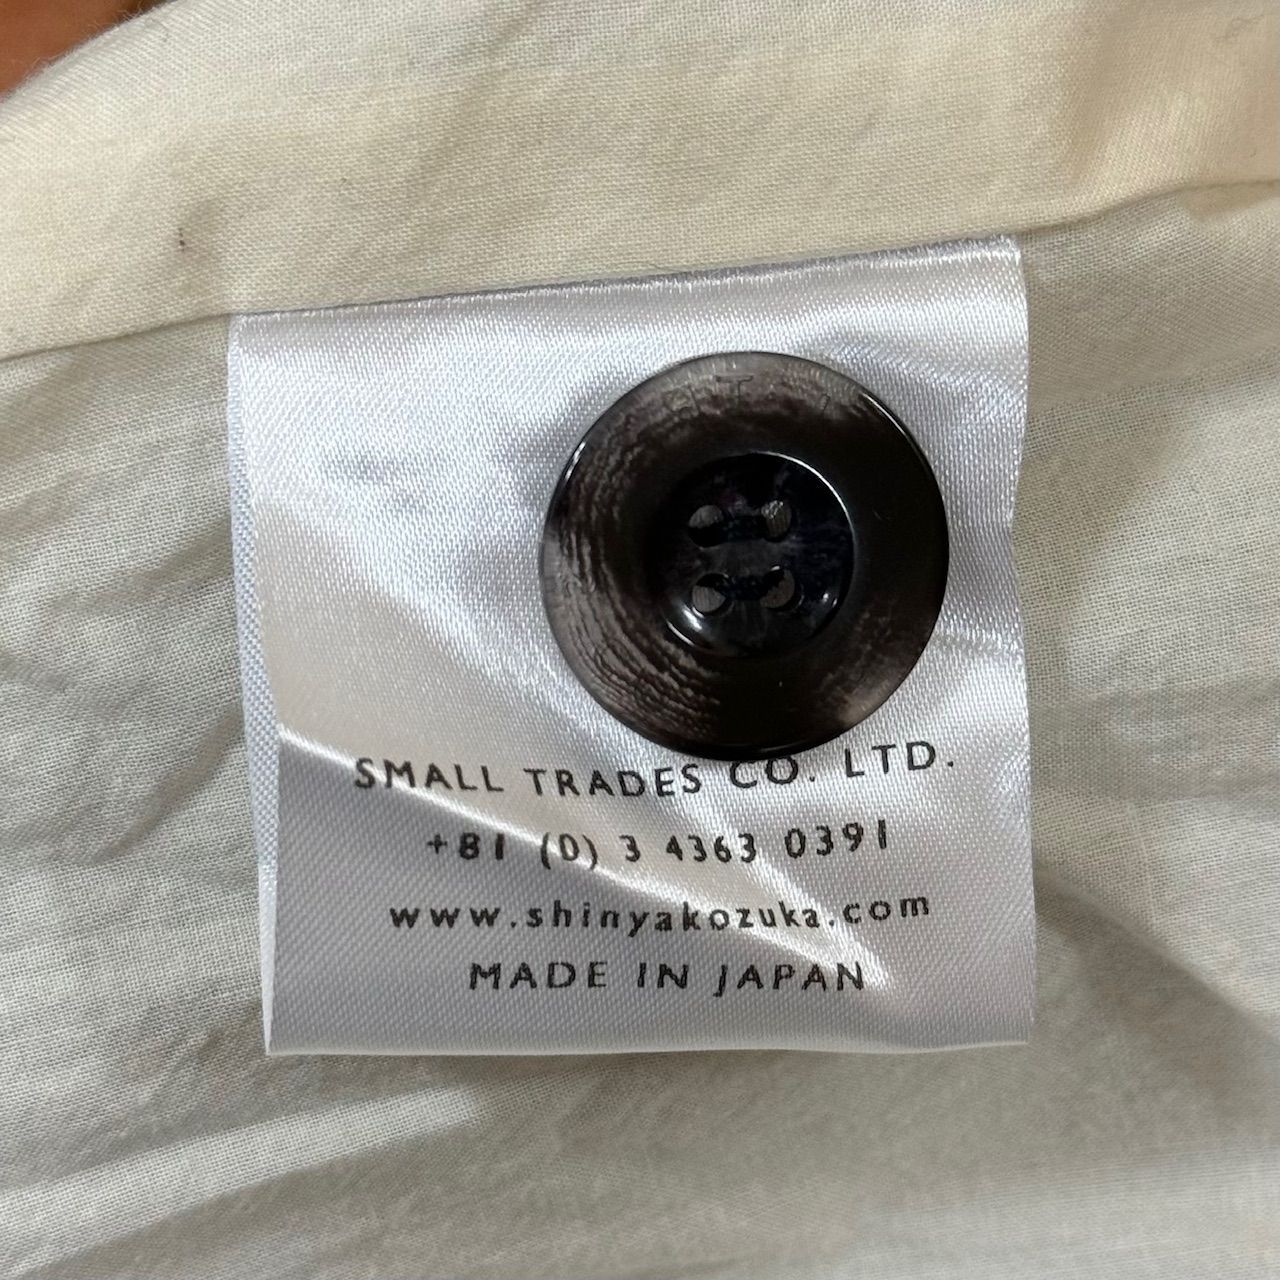 SMALL TRADES CO. LTD.
+81 (0) 3 4363 0391
www.shinyakozuka.com
MADE IN JAPAN